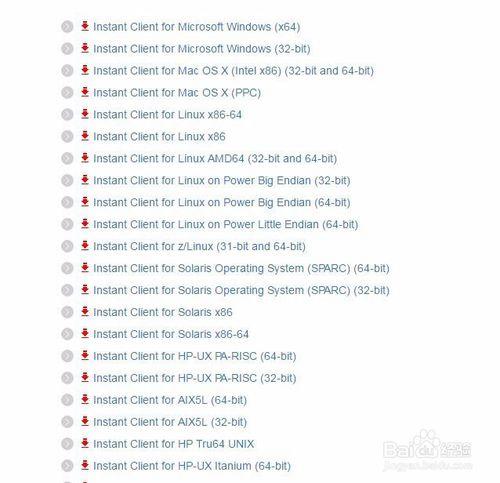 Instant Client for Microsoft Windows (x64)
Instant Client for Microsoft Windows (32-bit)
Instant Client for Mac OS X (Intel x86) (32-bit and 64-bit)
Instant Client for Mac OS X (PPC)
Instant Client for Linux x86-64
Instant Client for Linux x86
Instant Client for Linux AMD64 (32-bit and 64-bit)
Instant Client for Linux on Power Big Endian (32-bit)
Instant Client for Linux on Power Big Endian (64-bit)
Instant Client for Linux on Power Little Endian (64-bit)
Instant Client for z/Linux (31-bit and 64-bit)
Instant Client for Solaris Operating System (SPARC) (64-bit)
Instant Client for Solaris Operating System (SPARC) (32-bit)
Instant Client for Solaris x86
Instant Client for Solaris x86-64
Instant Client for HP-UX PA-RISC (64-bit)
Instant Client for HP-UX PA-RISC (32-bit)
Instant Client for AIX5L (64-bit)
Instant Client for AIX5L (32-bit)
Instant Client for HP Tru64 UNIX
Instant Client for HP-UX Itanium (64-bit)
Baidu经验
jingyan.baidu.com